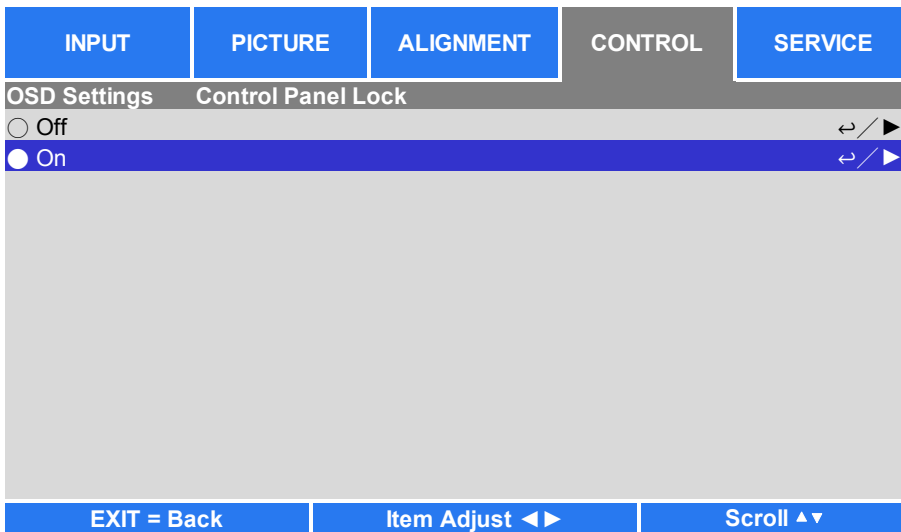 INPUT PICTURE ALIGNMENT CONTROL SERVICE
OSD Settings Control Panel Lock
Off ↩/▶
On ↩/▶
EXIT = Back Item Adjust ◀▶ Scroll ▲▼